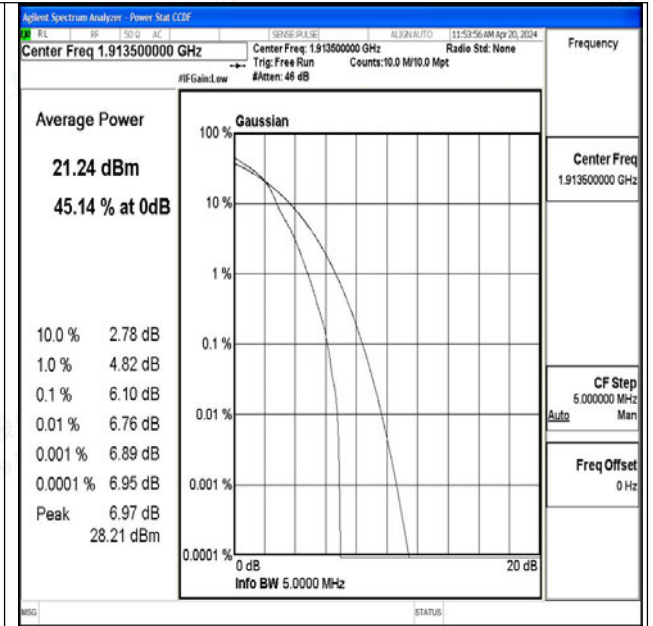 Agilent Spectrum Analyzer - Power Stat CCDF
RL RF 50 Ω AC SENSE:PULSE ALIGN AUTO 11:53:56 AM Apr 20, 2024
Center Freq 1.913500000 GHz
Center Freq: 1.913500000 GHz Radio Std: None
Trig: Free Run Counts:10.0 M/10.0 Mpt
#IFGain:Low #Atten: 46 dB
Frequency
Average Power
21.24 dBm
45.14 % at 0dB
10.0 % 2.78 dB
1.0 % 4.82 dB
0.1 % 6.10 dB
0.01 % 6.76 dB
0.001 % 6.89 dB
0.0001 % 6.95 dB
Peak 6.97 dB
28.21 dBm
Gaussian
100 %
10 %
1 %
0.1 %
0.01 %
0.001 %
0.0001 %
0 dB 20 dB
Info BW 5.0000 MHz
Center Freq
1.913500000 GHz
CF Step
5.000000 MHz
Auto Man
Freq Offset
0 Hz
MSG STATUS